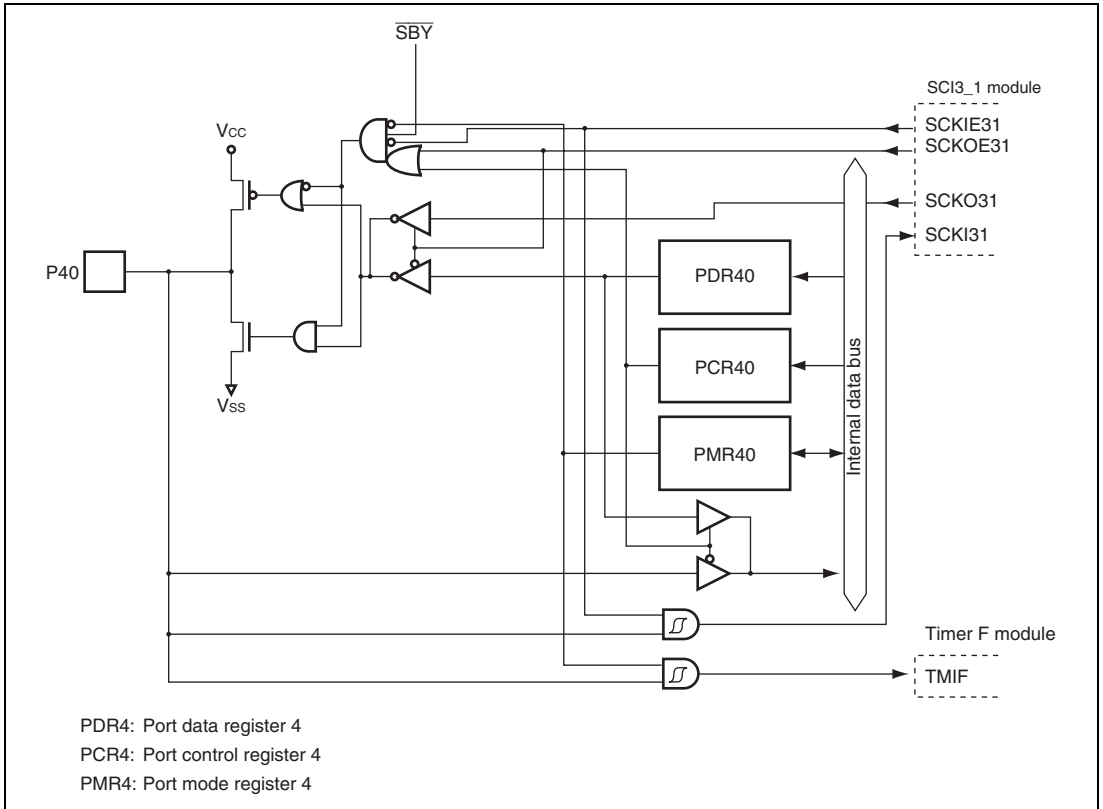 SBY
SCI3_1 module
SCKIE31
VCC
SCKOE31
SCKO31
SCKI31
P40
PDR40
PCR40
Internal data bus
VSS
PMR40
Timer F module
TMIF
PDR4: Port data register 4
PCR4: Port control register 4
PMR4: Port mode register 4